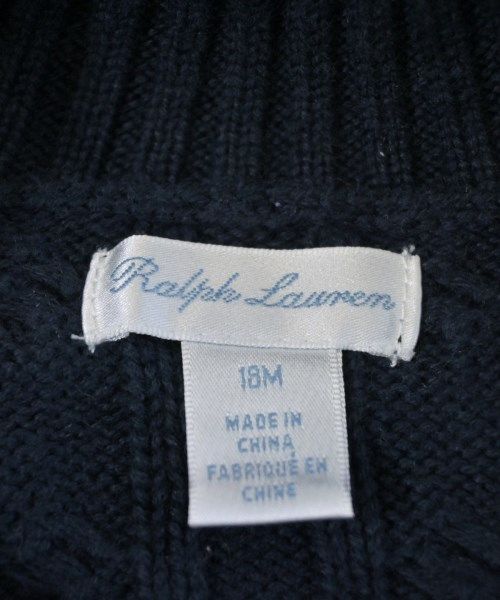 Ralph Lauren
18M
MADE IN
CHINA
FABRIQUÉ EN
CHINE